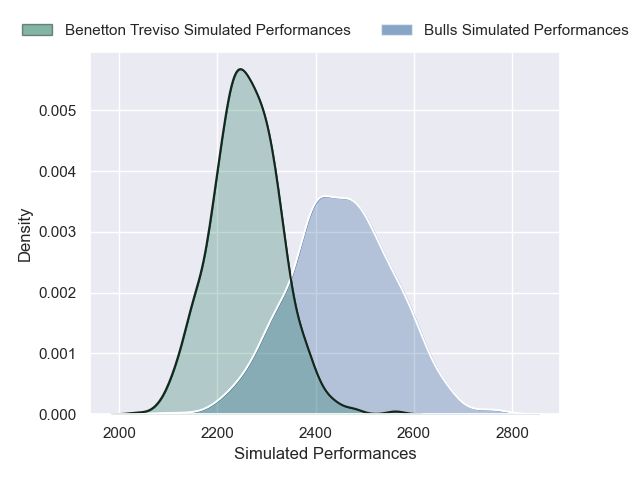 Benetton Treviso Simulated Performances Bulls Simulated Performances
0.005
0.004
0.003
0.002
0.001
0.000
Density
2000 2200 2400 2600 2800
Simulated Performances